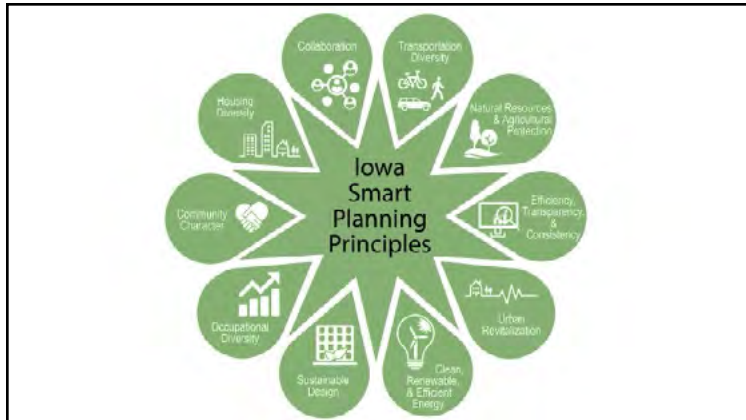 Iowa
Smart
Planning
Principles
Collaboration
Transportation
Diversity
Natural Resources
& Agricultural
Protection
Efficiency,
Transparency,
&
Consistency
Urban
Revitalization
Clean,
Renewable,
& Efficient
Energy
Sustainable
Design
Occupational
Diversity
Community
Character
Housing
Diversity